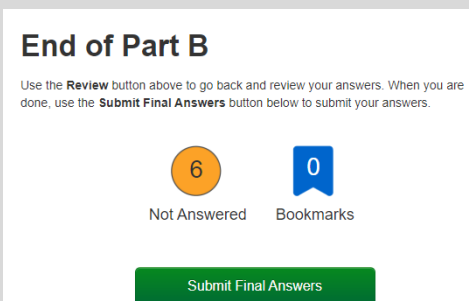 End of Part B
Use the Review button above to go back and review your answers. When you are
done, use the Submit Final Answers button below to submit your answers.
6
0
Not Answered
Bookmarks
Submit Final Answers